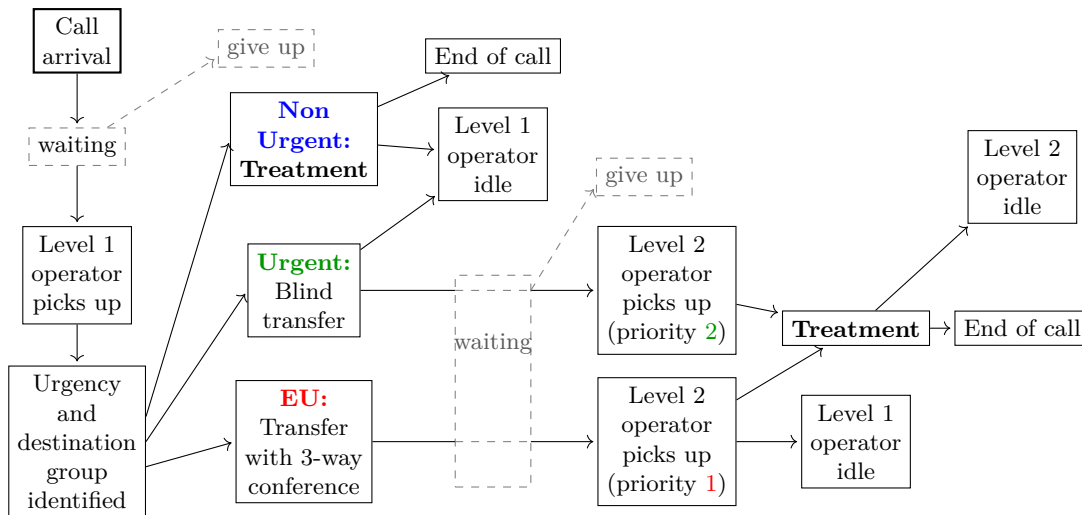 Call
arrival
give up
waiting
Level 1
operator
picks up
Urgency
and
destination
group
identified
Non
Urgent:
Treatment
End of call
Level 1
operator
idle
Urgent:
Blind
transfer
EU:
Transfer
with 3-way
conference
waiting
give up
Level 2
operator
picks up
(priority 2)
Level 2
operator
picks up
(priority 1)
Treatment
Level 2
operator
idle
End of call
Level 1
operator
idle